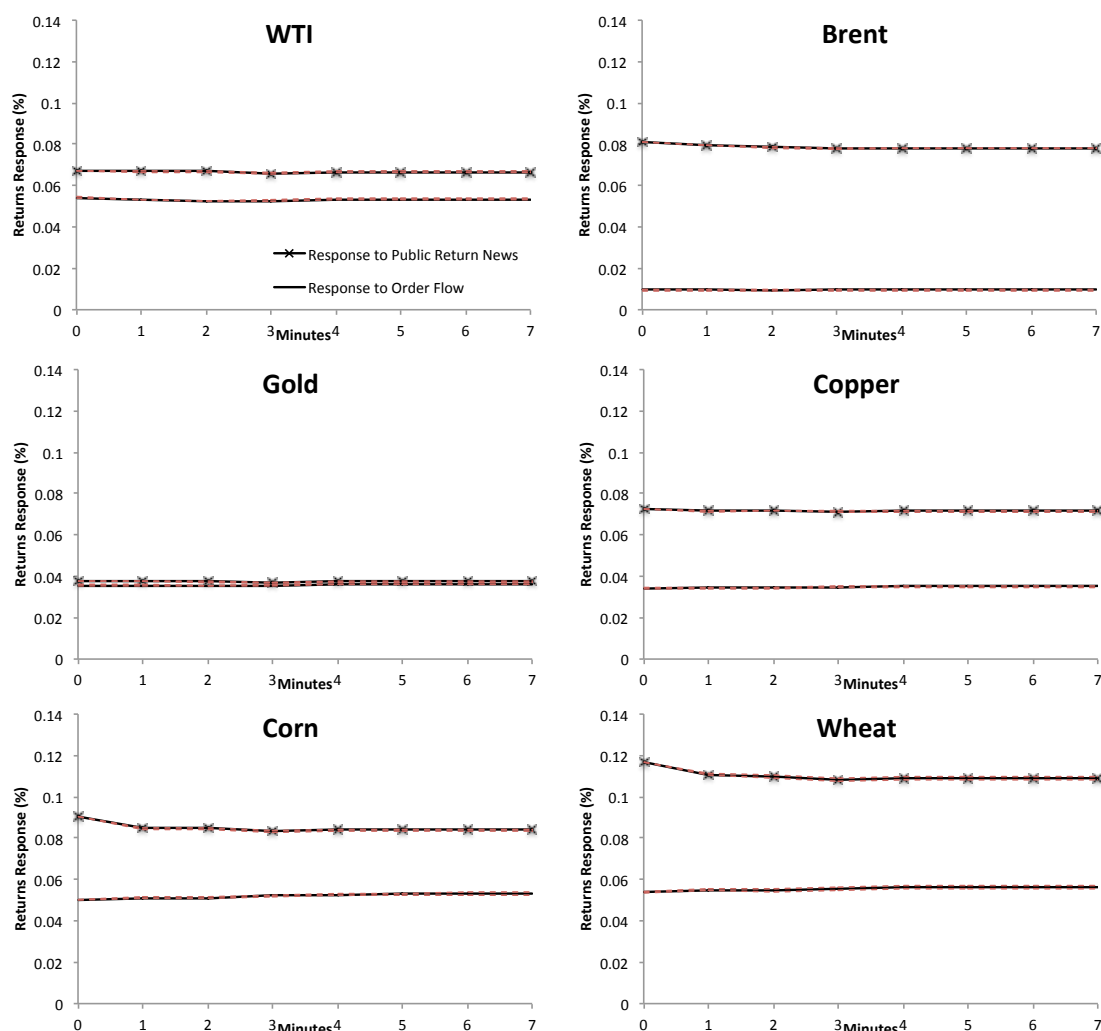 WTI
Returns Response (%)
0.14
0.12
0.1
0.08
0.06
0.04
0.02
0
Response to Public Return News
Response to Order Flow
0 1 2 3 Minutes 4 5 6 7
Brent
Returns Response (%)
0.14
0.12
0.1
0.08
0.06
0.04
0.02
0
0 1 2 3 Minutes 4 5 6 7
Gold
Returns Response (%)
0.14
0.12
0.1
0.08
0.06
0.04
0.02
0
0 1 2 3 Minutes 4 5 6 7
Copper
Returns Response (%)
0.14
0.12
0.1
0.08
0.06
0.04
0.02
0
0 1 2 3 Minutes 4 5 6 7
Corn
Returns Response (%)
0.14
0.12
0.1
0.08
0.06
0.04
0.02
0
0 1 2 3 Minutes 4 5 6 7
Wheat
Returns Response (%)
0.14
0.12
0.1
0.08
0.06
0.04
0.02
0
0 1 2 3 Minutes 4 5 6 7